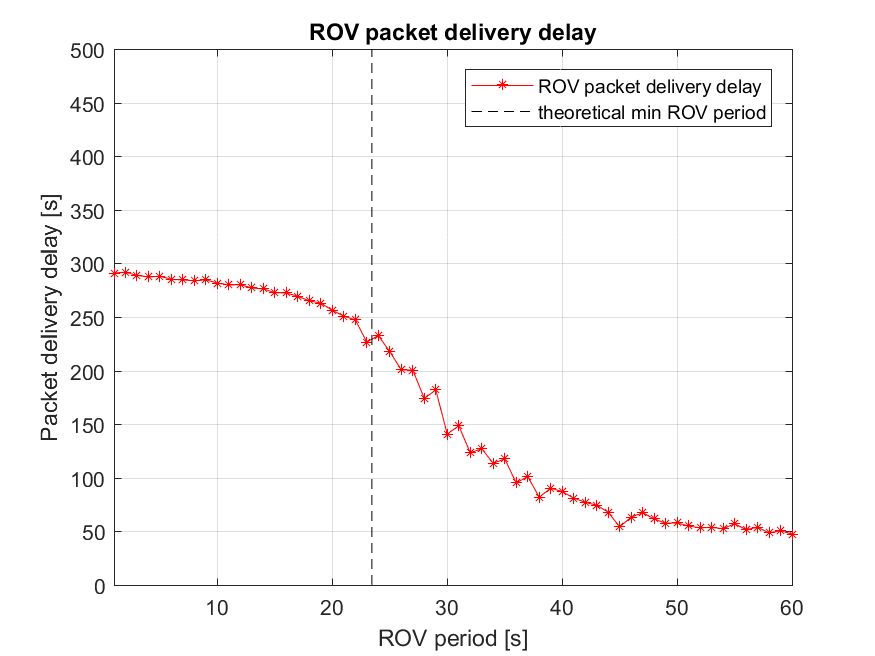 ROV packet delivery delay
500
450
400
350
300
250
200
150
100
50
0
Packet delivery delay [s]
ROV packet delivery delay
theoretical min ROV period
10 20 30 40 50 60
ROV period [s]